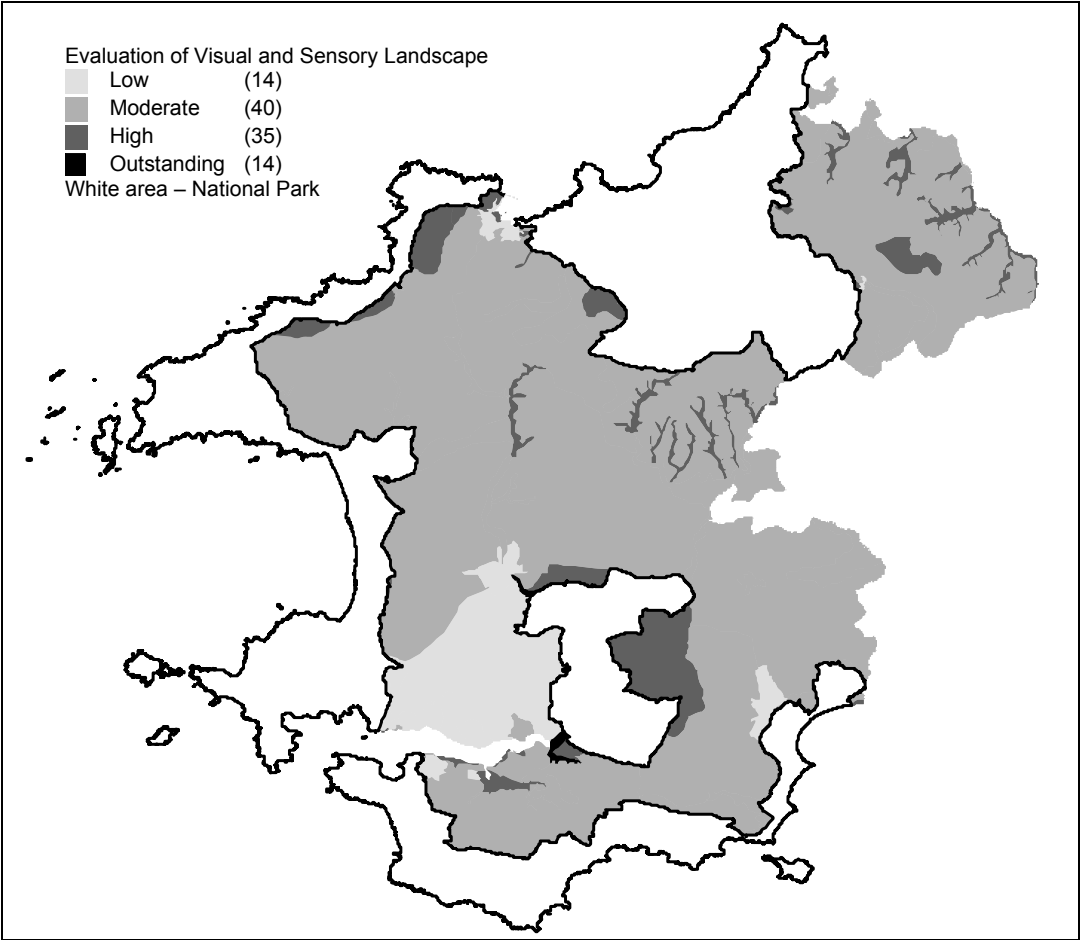 Evaluation of Visual and Sensory Landscape
Low (14)
Moderate (40)
High (35)
Outstanding (14)
White area – National Park